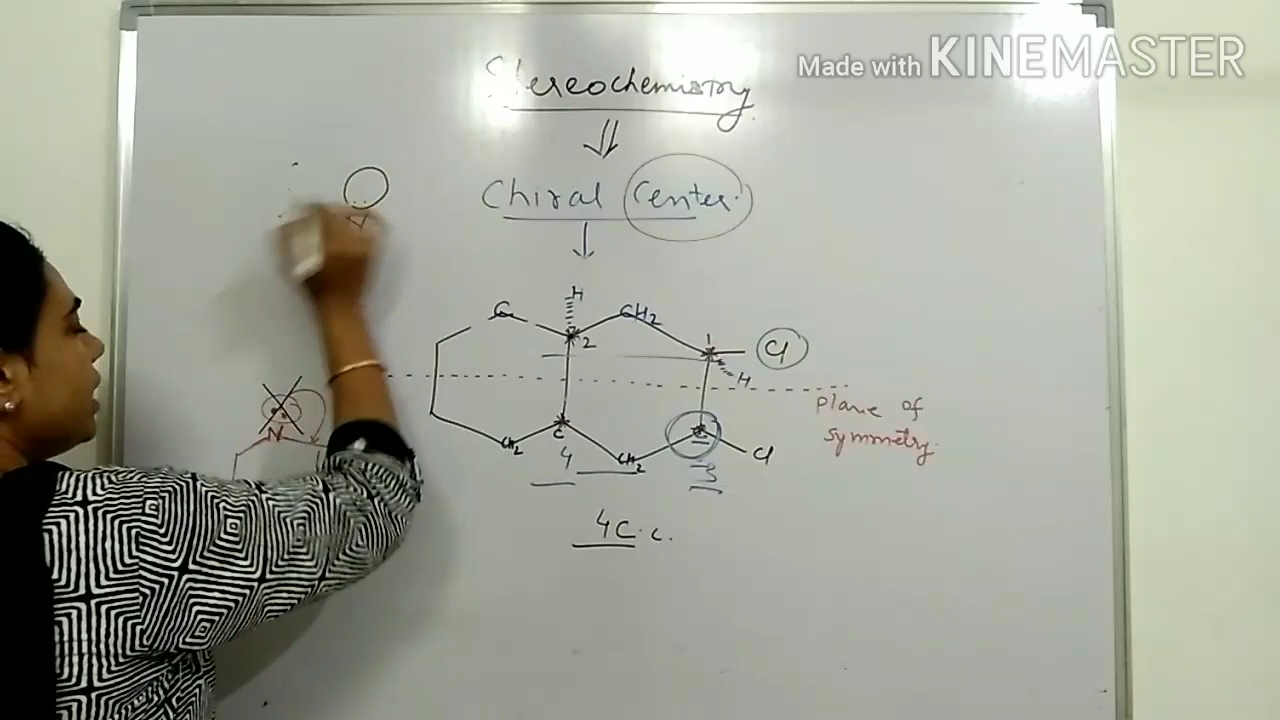 Made with KINEMASTER
Stereochemistry
Chiral Center
H
CH2
2
1
Cl
H
Plane of
symmetry.
N
C
CH2
4
CH2
C
Cl
3
4C.C.